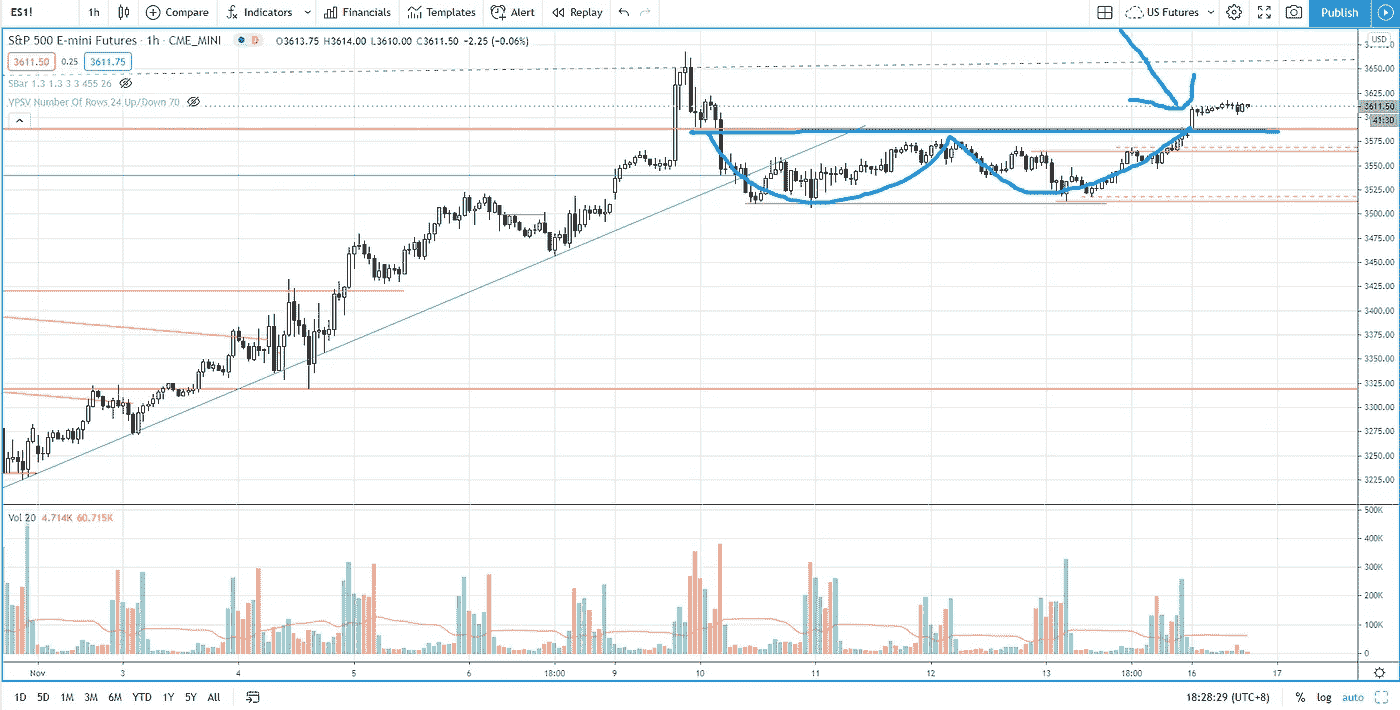 ES1! 1h Compare Indicators Financials Templates Alert Replay US Futures Publish
S&P 500 E-mini Futures · 1h · CME_MINI O3613.75 H3614.00 L3610.00 C3611.50 -2.25 (-0.06%)
USD
3611.50 0.25 3611.75
SBar 1.3 1.3 3 3 455 26
VPSV Number Of Rows 24 Up/Down 70
3650.00
3625.00
3611.50
41:30
3575.00
3550.00
3525.00
3500.00
3475.00
3450.00
3425.00
3400.00
3375.00
3350.00
3325.00
3300.00
3275.00
3250.00
3225.00
Vol 20 4.714K 60.715K
500K
400K
300K
200K
100K
0
Nov 3 4 5 6 18:00 9 10 11 12 13 18:00 16 17
1D 5D 1M 3M 6M YTD 1Y 5Y All 18:28:29 (UTC+8) % log auto